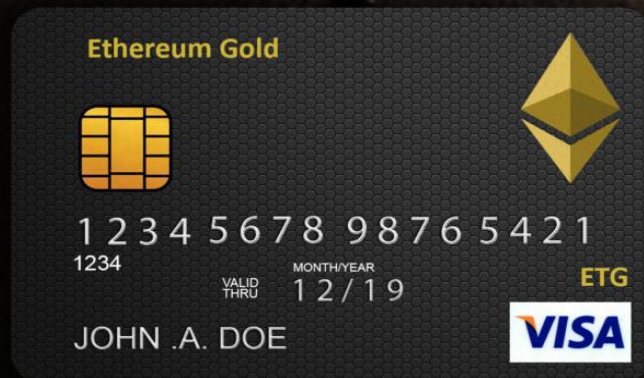 Ethereum Gold
1234 5678 9876 5421
1234
MONTH/YEAR
VALID
THRU
12/19
ETG
JOHN .A. DOE
VISA